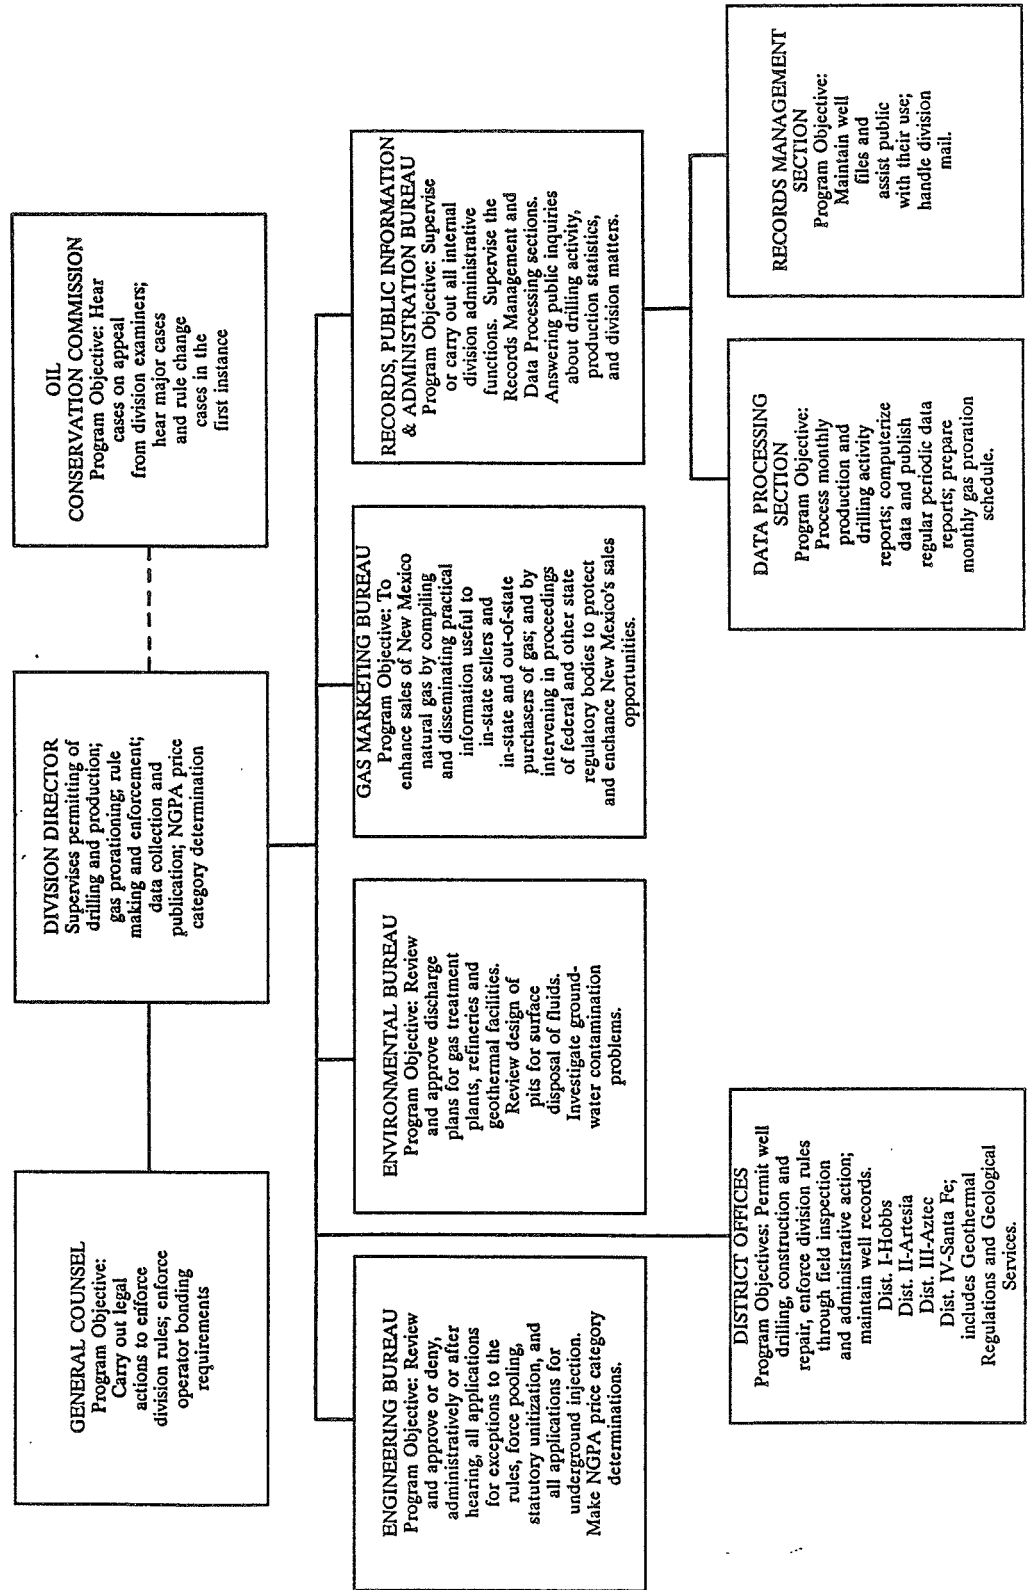 GENERAL COUNSEL
Program Objective:
Carry out legal
actions to enforce
division rules; enforce
operator bonding
requirements
DIVISION DIRECTOR
Supervises permitting of
drilling and production;
gas prorationing; rule
making and enforcement;
data collection and
publication; NGPA price
category determination
OIL
CONSERVATION COMMISSION
Program Objective: Hear
cases on appeal
from division examiners;
hear major cases
and rule change
cases in the
first instance
ENGINEERING BUREAU
Program Objective: Review
and approve or deny,
administratively or after
hearing, all applications
for exceptions to the
rules, force pooling,
statutory unitization, and
all applications for
underground injection.
Make NGPA price category
determinations.
ENVIRONMENTAL BUREAU
Program Objective: Review
and approve discharge
plans for gas treatment
plants, refineries and
geothermal facilities.
Review design of
pits for surface
disposal of fluids.
Investigate ground-
water contamination
problems.
GAS MARKETING BUREAU
Program Objective: To
enhance sales of New Mexico
natural gas by compiling
and disseminating practical
information useful to
in-state sellers and
in-state and out-of-state
purchasers of gas; and by
intervening in proceedings
of federal and other state
regulatory bodies to protect
and enchance New Mexico's sales
opportunities.
RECORDS, PUBLIC INFORMATION
& ADMINISTRATION BUREAU
Program Objective: Supervise
or carry out all internal
division administrative
functions. Supervise the
Records Management and
Data Processing sections.
Answering public inquiries
about drilling activity,
production statistics,
and division matters.
DISTRICT OFFICES
Program Objectives: Permit well
drilling, construction and
repair, enforce division rules
through field inspection
and administrative action;
maintain well records.
Dist. I-Hobbs
Dist. II-Artesia
Dist. III-Aztec
Dist. IV-Santa Fe;
includes Geothermal
Regulations and Geological
Services.
DATA PROCESSING
SECTION
Program Objective:
Process monthly
production and
drilling activity
reports; computerize
data and publish
regular periodic data
reports; prepare
monthly gas proration
schedule.
RECORDS MANAGEMENT
SECTION
Program Objective:
Maintain well
files and
assist public
with their use;
handle division
mail.